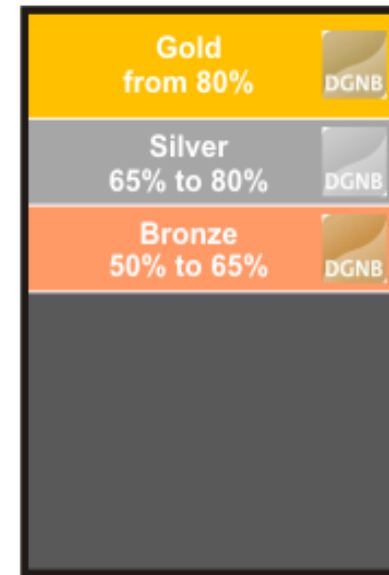 Gold
from 80%
DGNB
Silver
65% to 80%
DGNB
Bronze
50% to 65%
DGNB